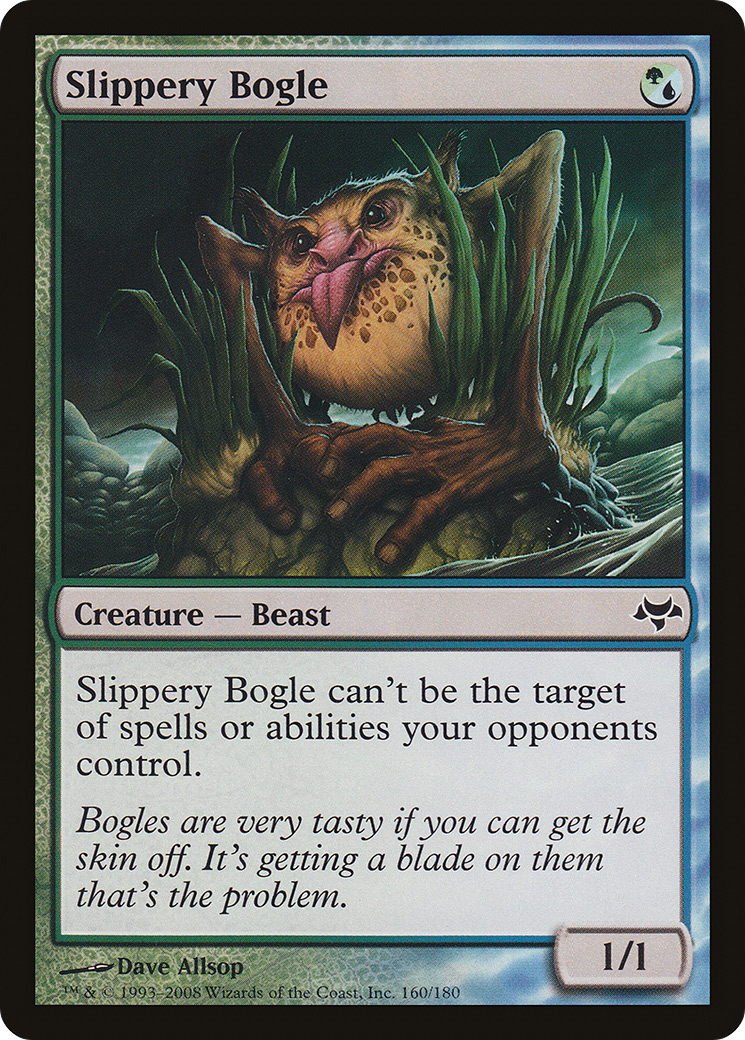 Slippery Bogle
Creature — Beast
Slippery Bogle can't be the target
of spells or abilities your opponents
control.
Bogles are very tasty if you can get the
skin off. It's getting a blade on them
that's the problem.
1/1
Dave Allsop
™ & © 1993–2008 Wizards of the Coast, Inc. 160/180